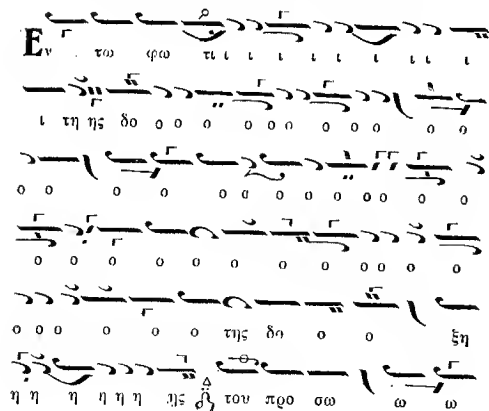 Εν τω φω τι ι ι ι ι ι ι ι ι ι ι
ι τη ης δο ο ο ο ο ο ο ο ο ο ο
ο ο ο ο ο ο ο ο ο ο ο ο ο
ο ο ο ο ο ο ο ο ο ο ο ο
ο ο ο ο ο ο της δο ο ο ξη
η η η η η η ης του προ σω ω ω